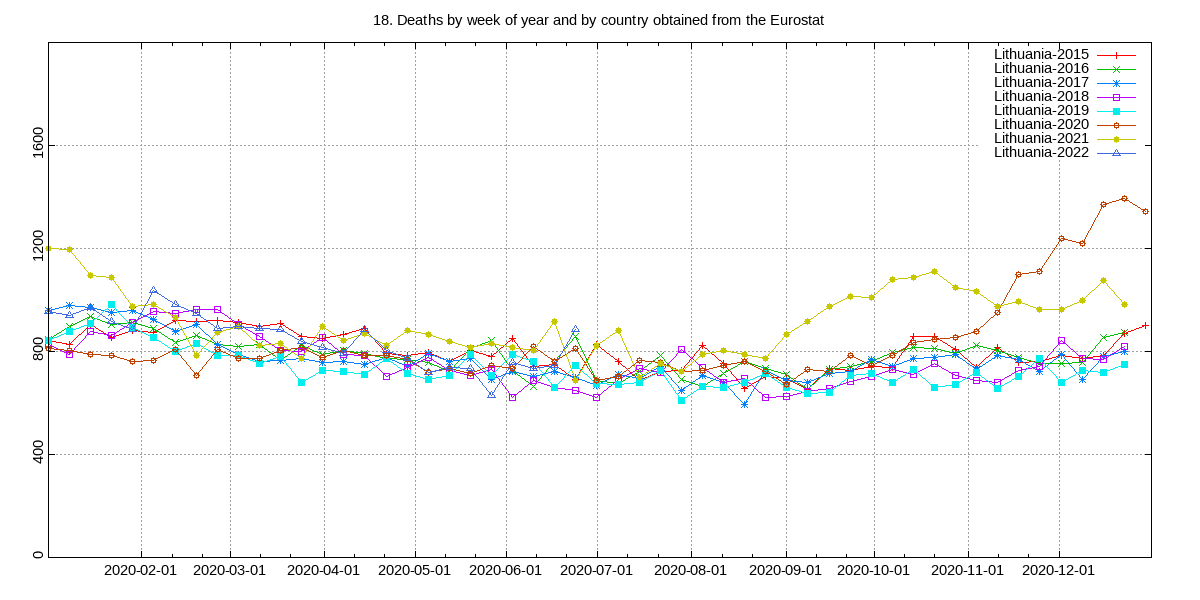 18. Deaths by week of year and by country obtained from the Eurostat
Lithuania-2015
Lithuania-2016
Lithuania-2017
Lithuania-2018
Lithuania-2019
Lithuania-2020
Lithuania-2021
Lithuania-2022
1600
1200
800
400
0
2020-02-01 2020-03-01 2020-04-01 2020-05-01 2020-06-01 2020-07-01 2020-08-01 2020-09-01 2020-10-01 2020-11-01 2020-12-01